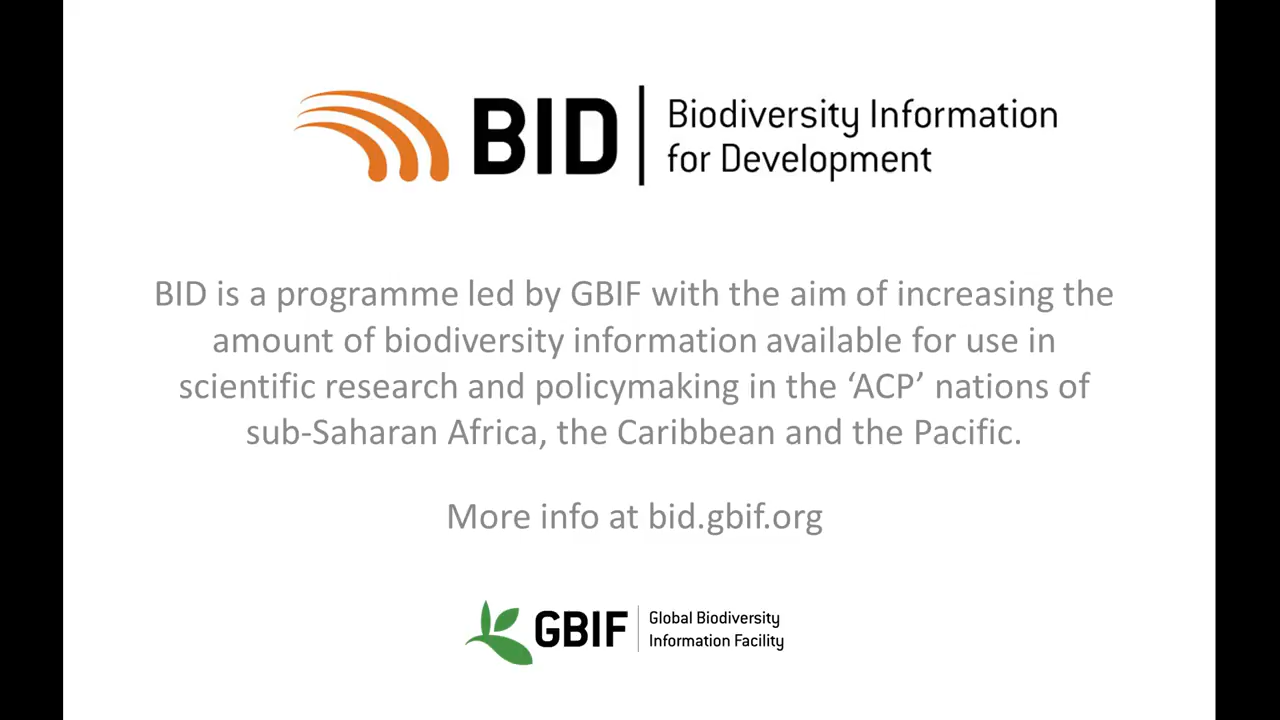 BID
Biodiversity Information
for Development
BID is a programme led by GBIF with the aim of increasing the
amount of biodiversity information available for use in
scientific research and policymaking in the ‘ACP’ nations of
sub-Saharan Africa, the Caribbean and the Pacific.
More info at bid.gbif.org
GBIF
Global Biodiversity
Information Facility